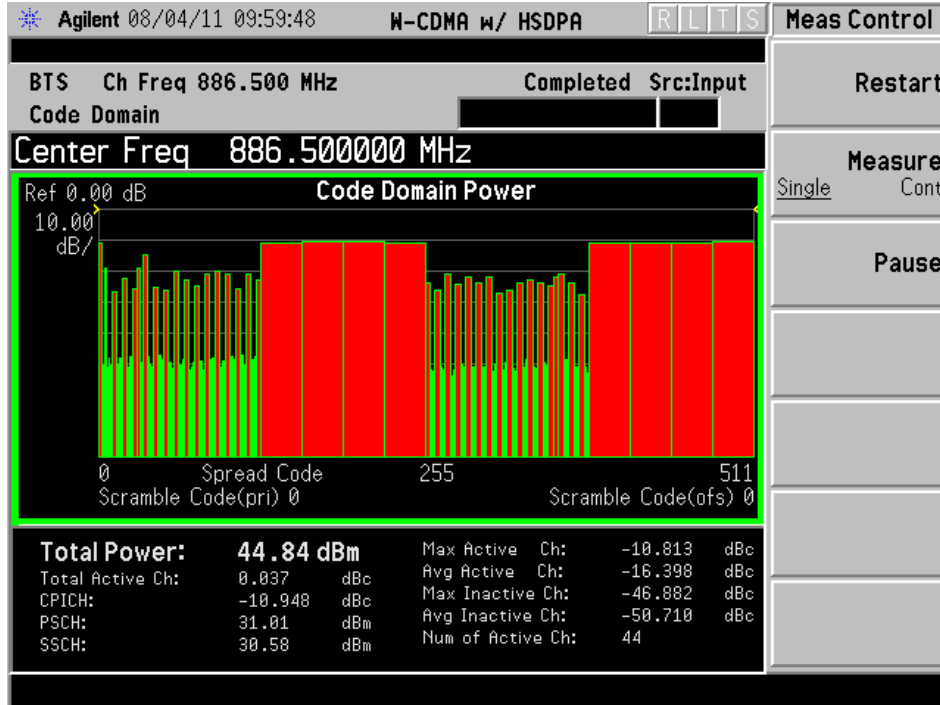 Agilent 08/04/11 09:59:48 W-CDMA w/ HSDPA R L T S Meas Control
BTS Ch Freq 886.500 MHz Completed Src:Input
Code Domain
Center Freq 886.500000 MHz
Ref 0.00 dB Code Domain Power
10.00
dB/
0 Spread Code 255 511
Scramble Code(pri) 0 Scramble Code(ofs) 0
Total Power: 44.84 dBm
Total Active Ch: 0.037 dBc
CPICH: -10.948 dBc
PSCH: 31.01 dBm
SSCH: 30.58 dBm
Max Active Ch: -10.813 dBc
Avg Active Ch: -16.398 dBc
Max Inactive Ch: -46.882 dBc
Avg Inactive Ch: -50.710 dBc
Num of Active Ch: 44
Restart
Measure
Single Cont
Pause